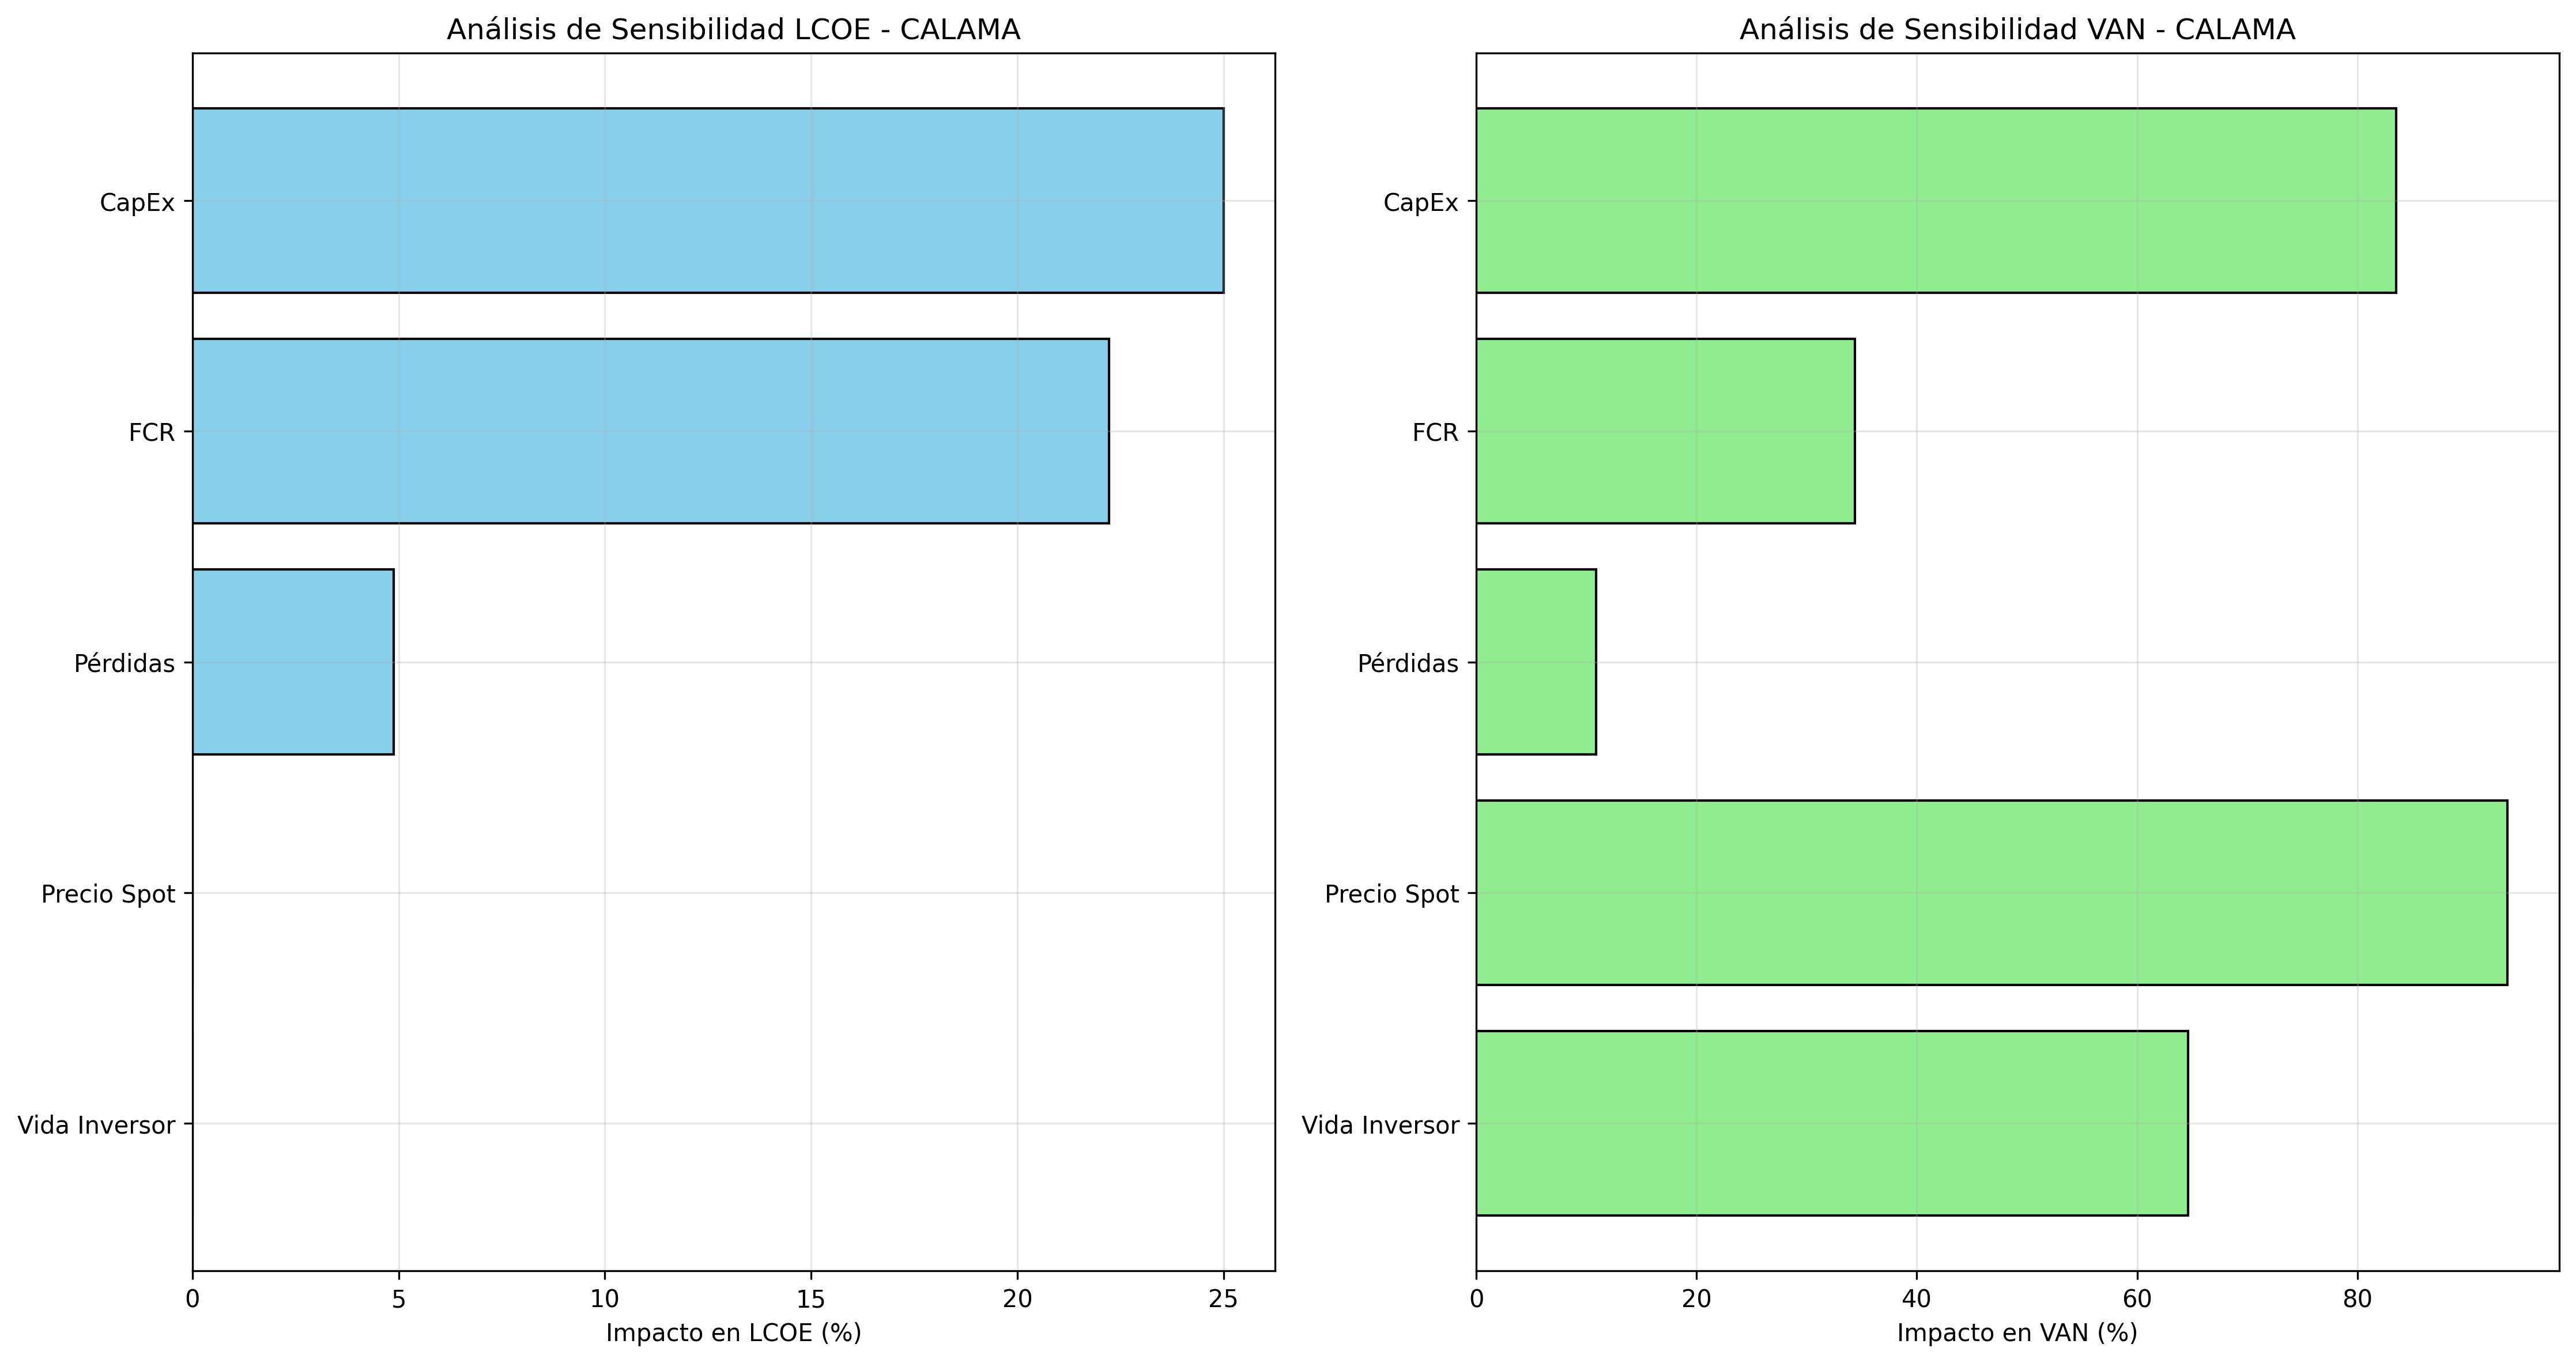 Análisis de Sensibilidad LCOE - CALAMA
CapEx
FCR
Pérdidas
Precio Spot
Vida Inversor
0 5 10 15 20 25
Impacto en LCOE (%)
Análisis de Sensibilidad VAN - CALAMA
CapEx
FCR
Pérdidas
Precio Spot
Vida Inversor
0 20 40 60 80
Impacto en VAN (%)